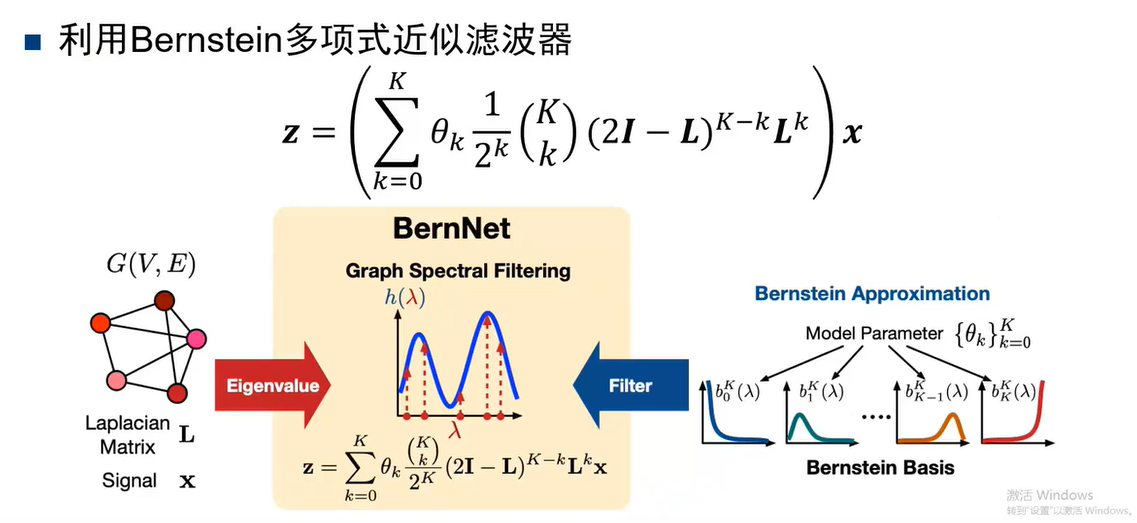 ■ 利用Bernstein多项式近似滤波器
$\boldsymbol{z} = \left( \sum_{k=0}^{K} \theta_k \frac{1}{2^k} \binom{K}{k} (2\boldsymbol{I} - \boldsymbol{L})^{K-k} \boldsymbol{L}^k \right) \boldsymbol{x}$
BernNet
Graph Spectral Filtering
h(λ)
λ
$\mathbf{z} = \sum_{k=0}^{K} \theta_k \frac{\binom{K}{k}}{2^K} (2\mathbf{I} - \mathbf{L})^{K-k} \mathbf{L}^k \mathbf{x}$
G(V, E)
Laplacian
Matrix L
Signal x
Eigenvalue
Filter
Bernstein Approximation
Model Parameter $\{\theta_k\}_{k=0}^{K}$
$b_0^K(\lambda)$ $b_1^K(\lambda)$ .... $b_{K-1}^K(\lambda)$ $b_K^K(\lambda)$
Bernstein Basis
激活 Windows
转到"设置"以激活 Windows。